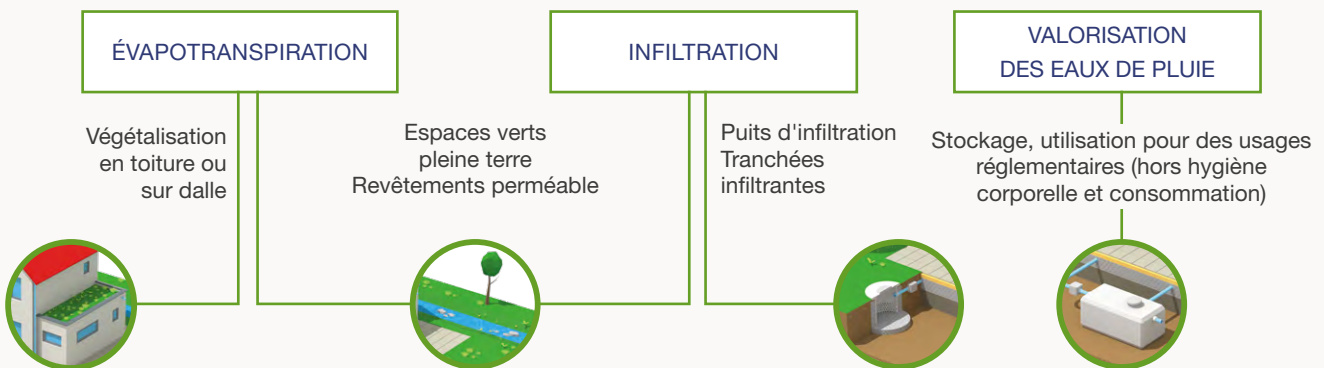 ÉVAPOTRANSPIRATION
INFILTRATION
VALORISATION
DES EAUX DE PLUIE
Végétalisation
en toiture ou
sur dalle
Espaces verts
pleine terre
Revêtements perméable
Puits d'infiltration
Tranchées
infiltrantes
Stockage, utilisation pour des usages
réglementaires (hors hygiène
corporelle et consommation)